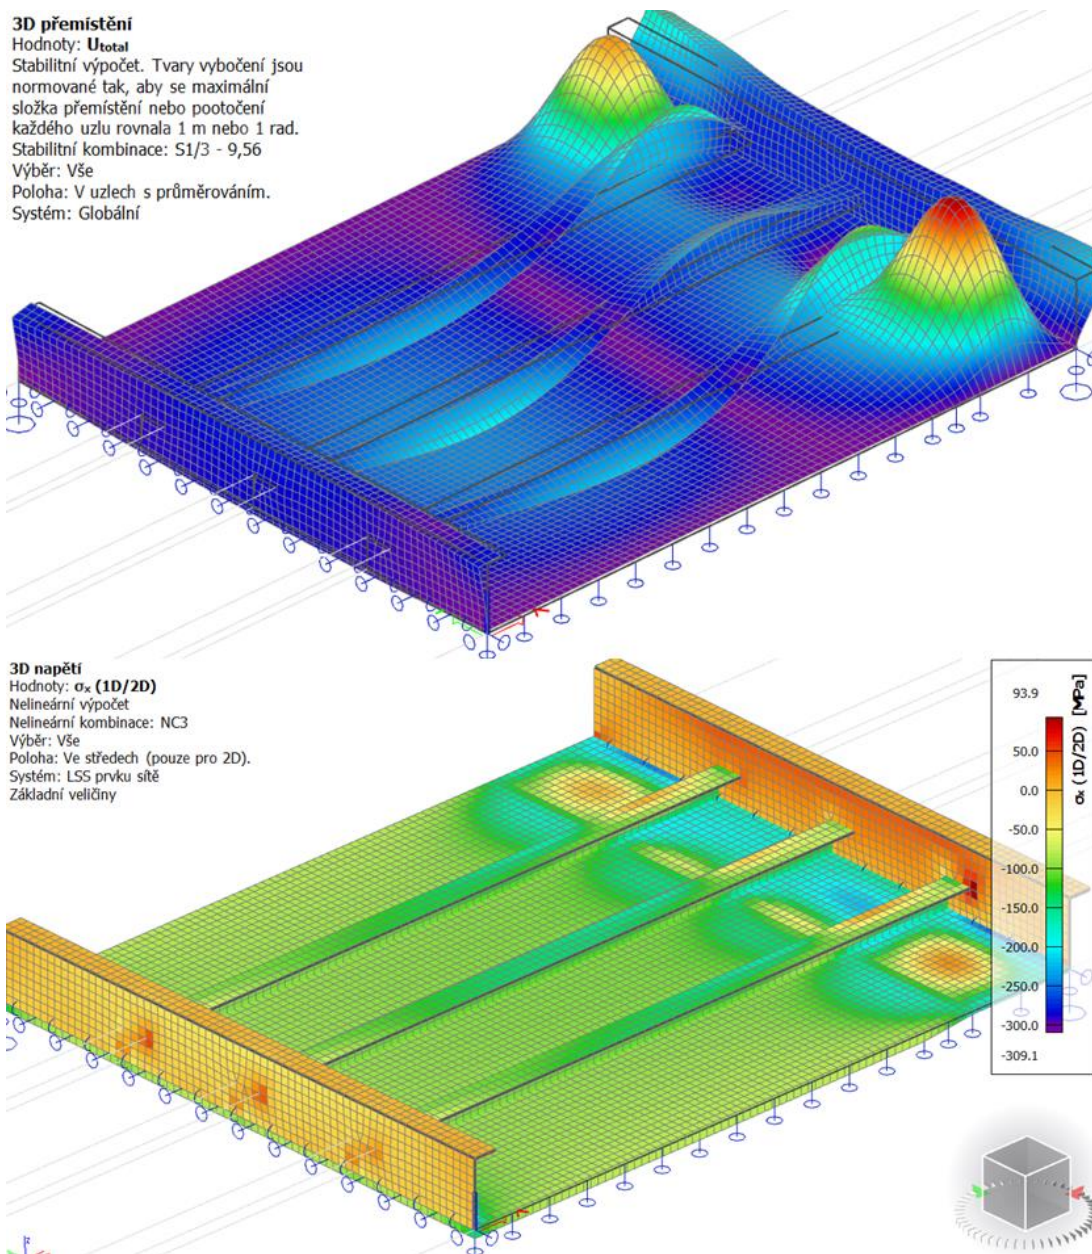 3D přemístění
Hodnoty: Utotal
Stabilitní výpočet. Tvary vybočení jsou
normované tak, aby se maximální
složka přemístění nebo pootočení
každého uzlu rovnala 1 m nebo 1 rad.
Stabilitní kombinace: S1/3 - 9,56
Výběr: Vše
Poloha: V uzlech s průměrováním.
Systém: Globální
3D napětí
Hodnoty: σx (1D/2D)
Nelineární výpočet
Nelineární kombinace: NC3
Výběr: Vše
Poloha: Ve středech (pouze pro 2D).
Systém: LSS prvku sítě
Základní veličiny
93.9
50.0
0.0
-50.0
-100.0
-150.0
-200.0
-250.0
-300.0
-309.1
σx (1D/2D) [MPa]